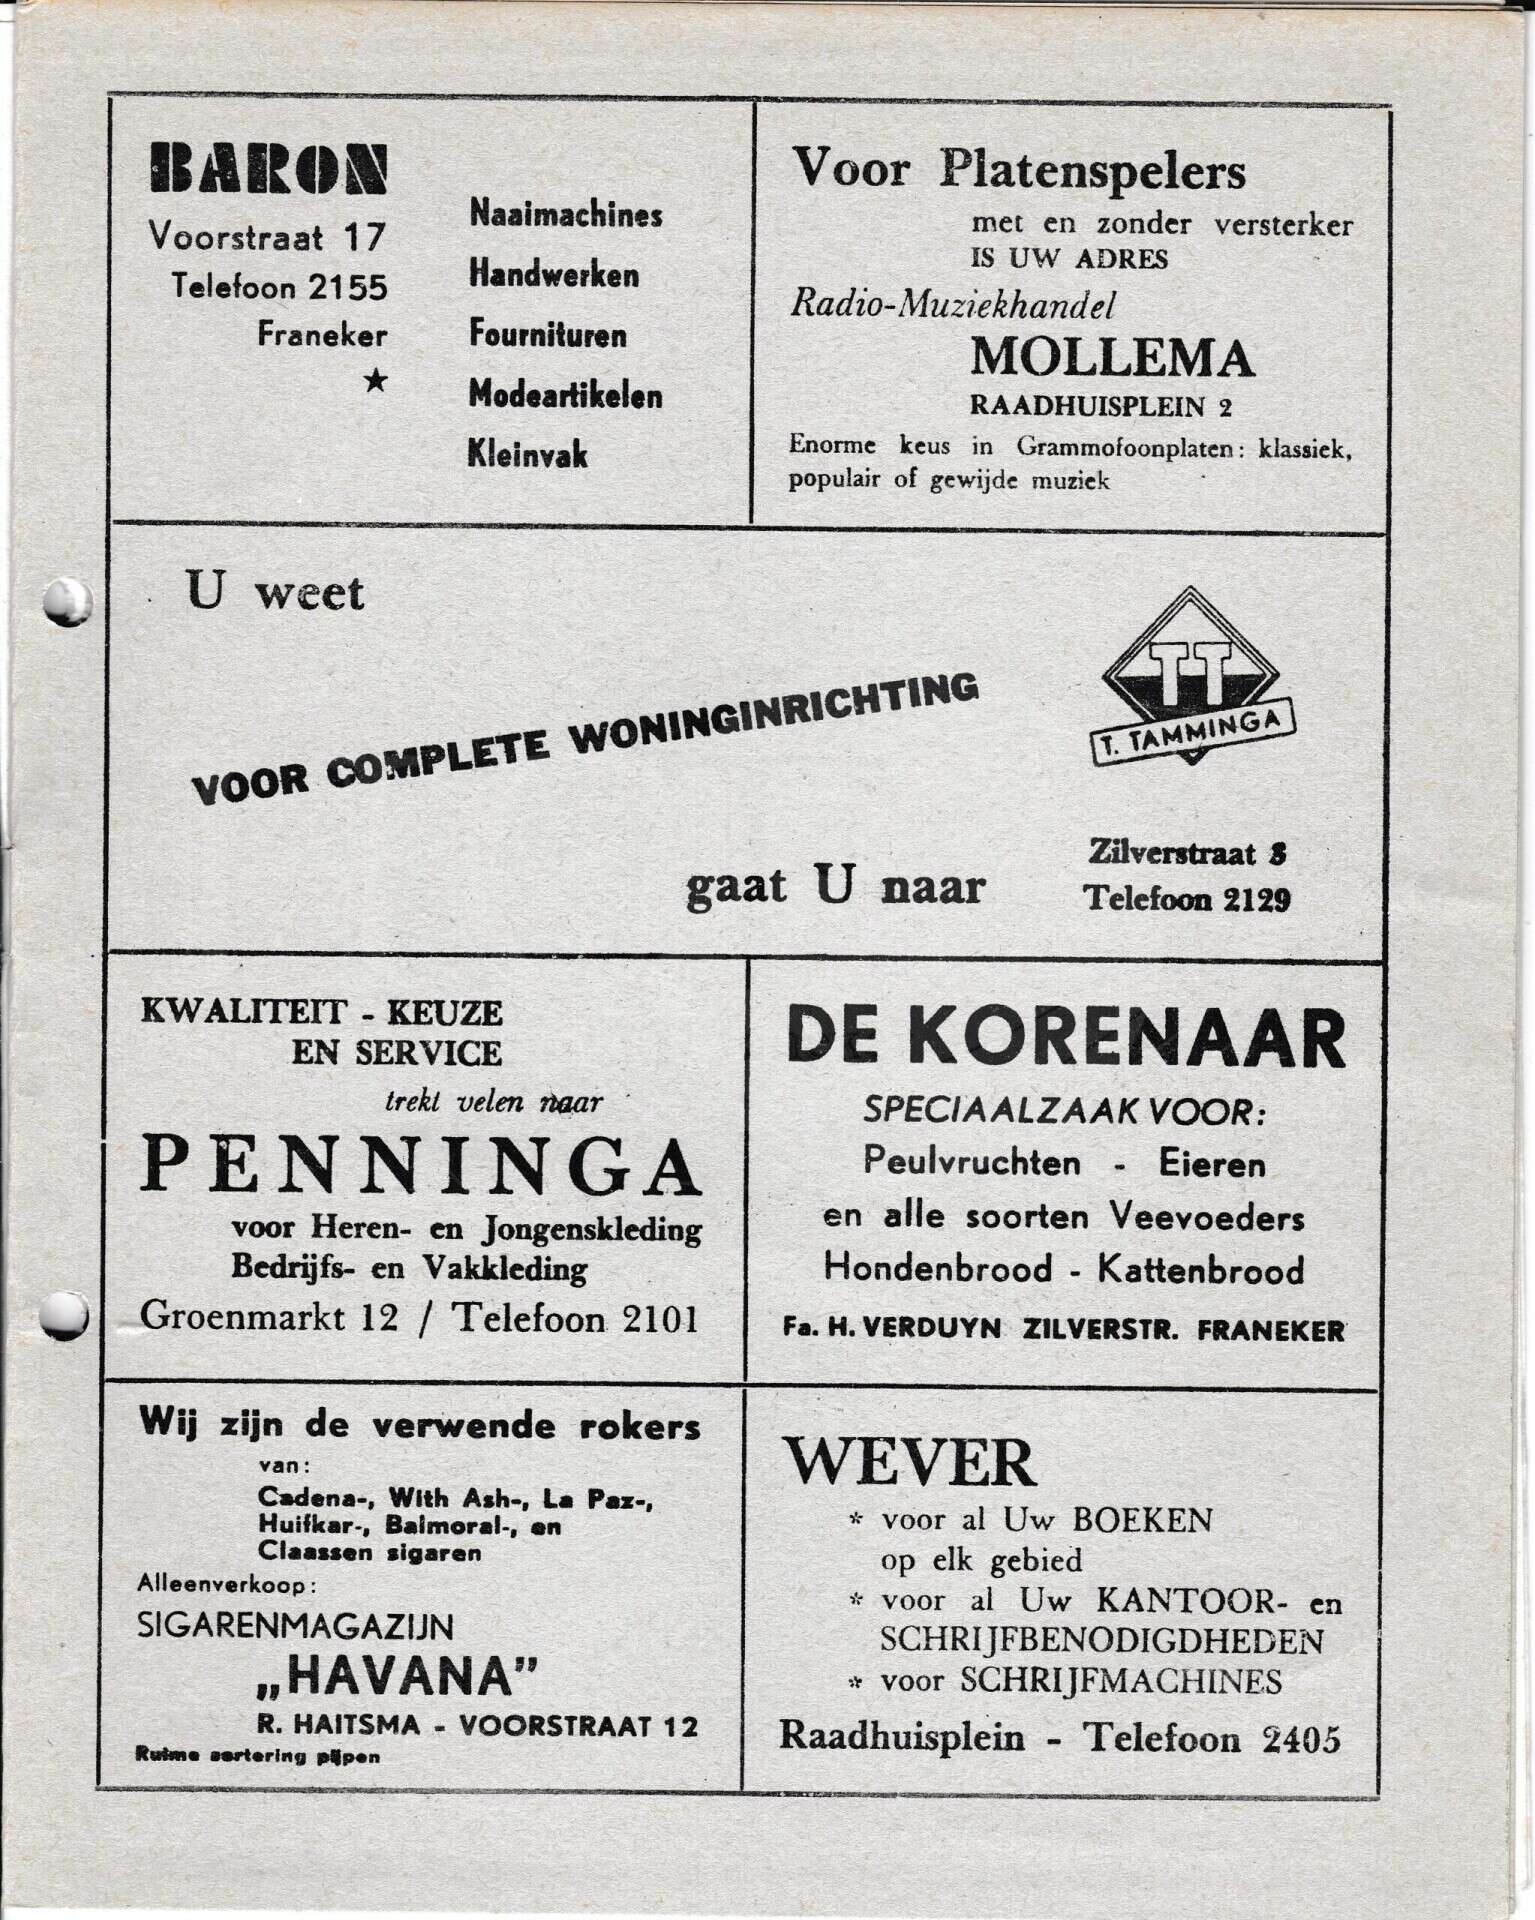 BARON
Voorstraat 17
Telefoon 2155
Franeker
★
Naaimachines
Handwerken
Fournituren
Modeartikelen
Kleinvak
Voor Platenspelers
met en zonder versterker
IS UW ADRES
Radio-Muziekhandel
MOLLEMA
RAADHUISPLEIN 2
Enorme keus in Grammofoonplaten: klassiek,
populair of gewijde muziek
U weet
VOOR COMPLETE WONINGINRICHTING
gaat U naar
TT
T. TAMMINGA
Zilverstraat 8
Telefoon 2129
KWALITEIT - KEUZE
EN SERVICE
trekt velen naar
PENNINGA
voor Heren- en Jongenskleding
Bedrijfs- en Vakkleding
Groenmarkt 12 / Telefoon 2101
DE KORENAAR
SPECIAALZAAK VOOR:
Peulvruchten - Eieren
en alle soorten Veevoeders
Hondenbrood - Kattenbrood
Fa. H. VERDUYN ZILVERSTR. FRANEKER
Wij zijn de verwende rokers
van:
Cadena-, With Ash-, La Paz-,
Huifkar-, Balmoral-, en
Claassen sigaren
Alleenverkoop:
SIGARENMAGAZIJN
„HAVANA”
R. HAITSMA - VOORSTRAAT 12
Ruime sortering pijpen
WEVER
* voor al Uw BOEKEN
op elk gebied
* voor al Uw KANTOOR- en
SCHRIJFBENODIGDHEDEN
* voor SCHRIJFMACHINES
Raadhuisplein - Telefoon 2405